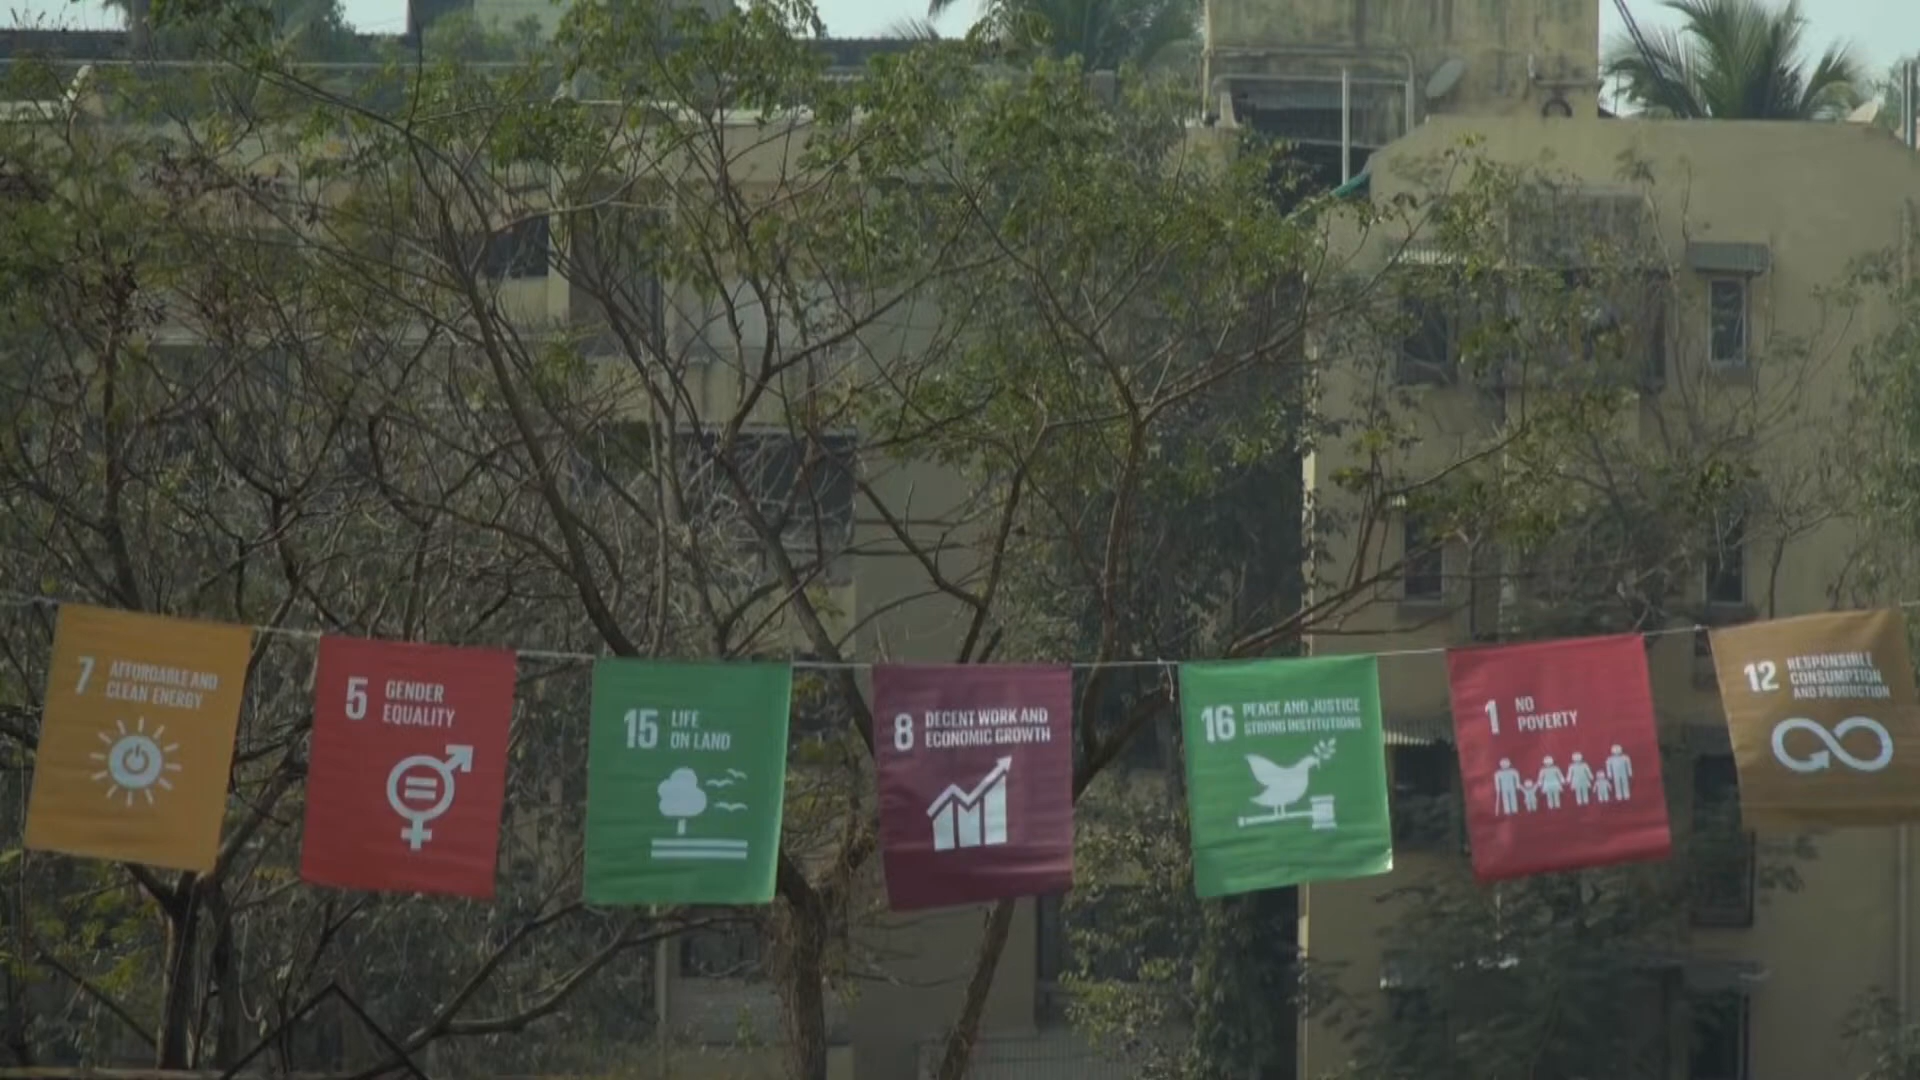 7 AFFORDABLE AND
CLEAN ENERGY
5 GENDER
EQUALITY
15 LIFE
ON LAND
8 DECENT WORK AND
ECONOMIC GROWTH
16 PEACE AND JUSTICE
STRONG INSTITUTIONS
1 NO
POVERTY
12 RESPONSIBLE
CONSUMPTION
AND PRODUCTION